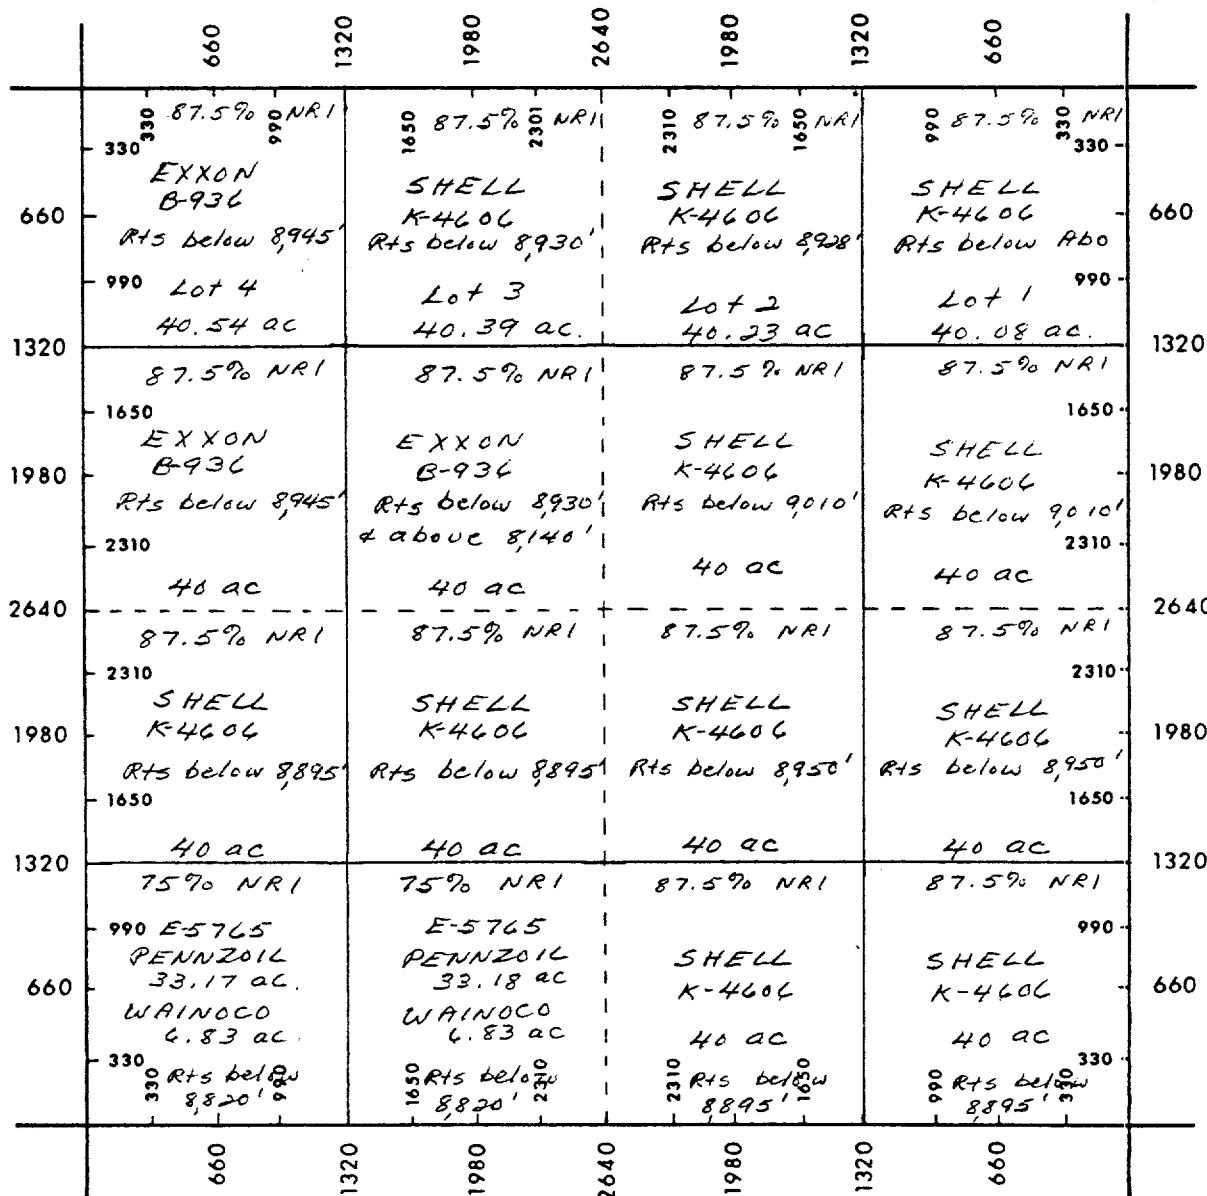 660 1320 1980 2640 1980 1320 660
330 87.5% NRI 990
330
EXXON
B-936
660
Rts below 8,945'
990 Lot 4
40.54 ac
1320
1650 87.5% NRI 2301
SHELL
K-4606
Rts below 8,930'
Lot 3
40.39 ac.
2310 87.5% NRI 1650
SHELL
K-4606
Rts below 8,928'
Lot 2
40.23 ac
990 87.5% NRI 330
330
SHELL
K-4606
660
Rts below Abo
990
Lot 1
40.08 ac.
1320
87.5% NRI
1650
EXXON
B-936
1980
Rts below 8,945'
2310
40 ac
2640
87.5% NRI
EXXON
B-936
Rts below 8,930'
& above 8,140'
40 ac
87.5% NRI
SHELL
K-4606
Rts below 9,010'
40 ac
87.5% NRI
1650
SHELL
K-4606
1980
Rts below 9,010'
2310
40 ac
2640
87.5% NRI
2310
SHELL
K-4606
1980
Rts below 8,895'
1650
40 ac
1320
87.5% NRI
SHELL
K-4606
Rts below 8,895'
40 ac
87.5% NRI
SHELL
K-4606
Rts below 8,950'
40 ac
87.5% NRI
2310
SHELL
K-4606
1980
Rts below 8,950'
1650
40 ac
1320
75% NRI
990 E-5765
PENNZOIL
33.17 ac.
660
WAINOCO
6.83 ac.
330
330 Rts below 990
8,820'
75% NRI
E-5765
PENNZOIL
33.18 ac
WAINOCO
6.83 ac
1650 Rts below 2310
8,820'
87.5% NRI
SHELL
K-4606
40 ac
2310 Rts below 1650
8895'
87.5% NRI
990
SHELL
K-4606
660
40 ac
330
990 Rts below 330
8895'
660 1320 1980 2640 1980 1320 660